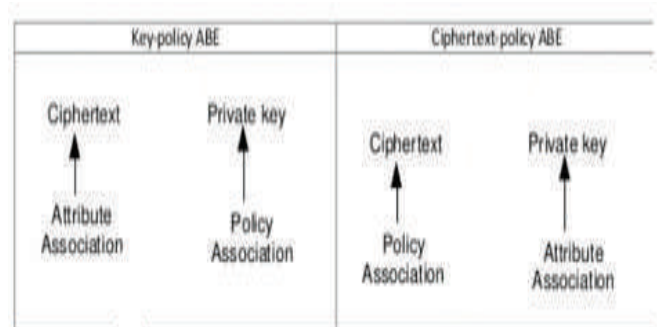 Key-policy ABE
Ciphertext-policy ABE
Ciphertext
Private key
Attribute
Association
Policy
Association
Ciphertext
Private key
Policy
Association
Attribute
Association